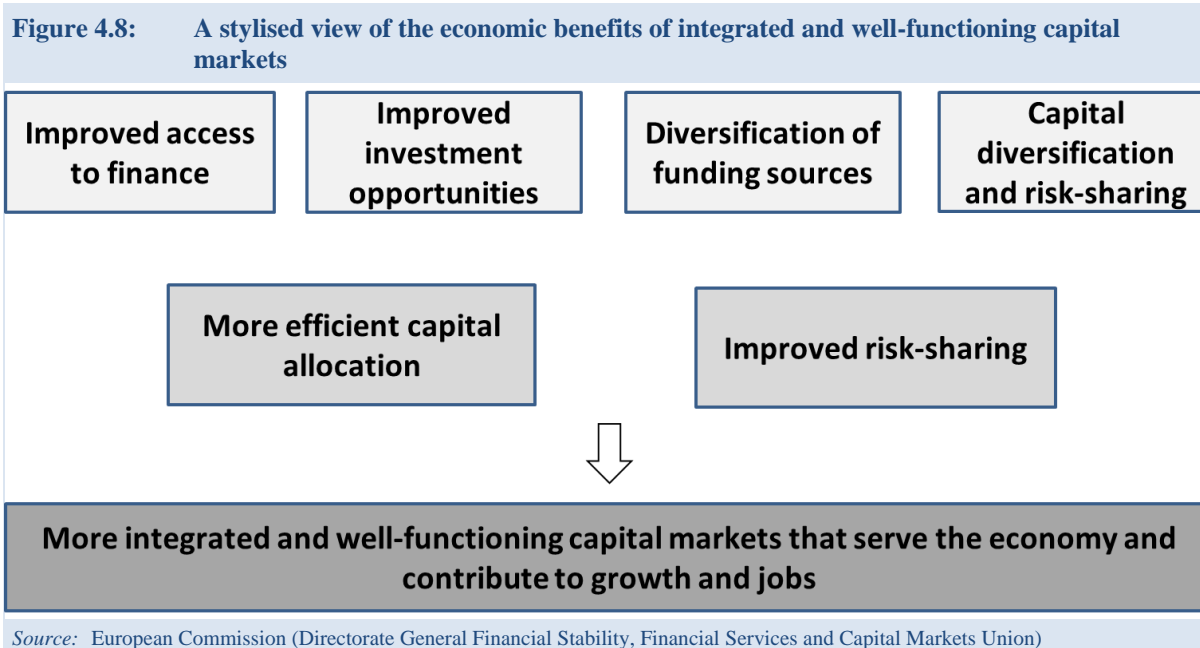 Figure 4.8: A stylised view of the economic benefits of integrated and well-functioning capital
markets
Improved access
to finance
Improved
investment
opportunities
Diversification of
funding sources
Capital
diversification
and risk-sharing
More efficient capital
allocation
Improved risk-sharing
More integrated and well-functioning capital markets that serve the economy and
contribute to growth and jobs
Source: European Commission (Directorate General Financial Stability, Financial Services and Capital Markets Union)